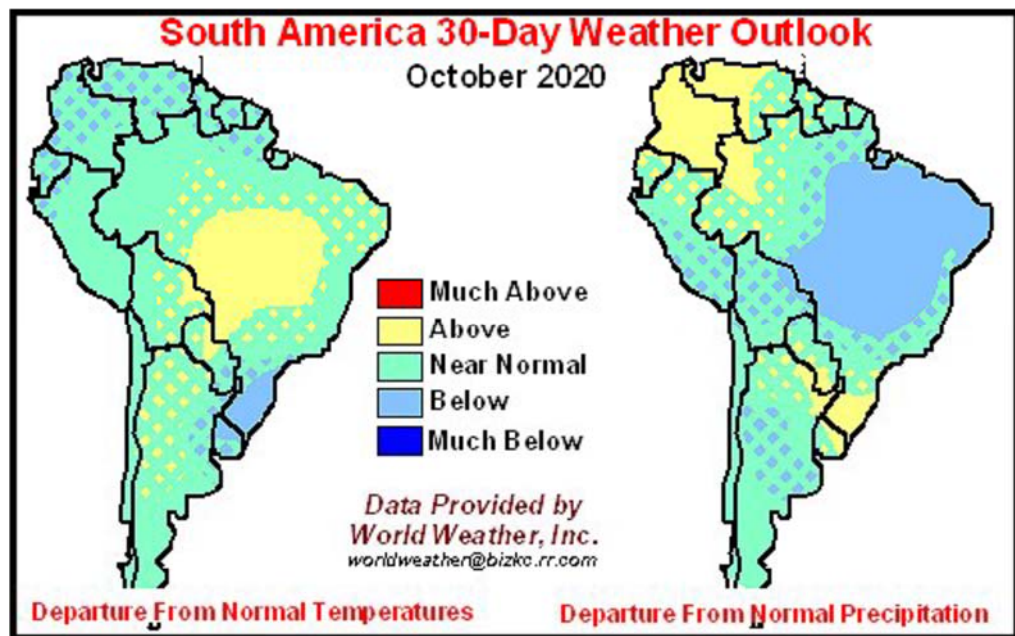 South America 30-Day Weather Outlook
October 2020
Much Above
Above
Near Normal
Below
Much Below
Data Provided by
World Weather, Inc.
worldweather@bizkc.rr.com
Departure From Normal Temperatures
Departure From Normal Precipitation